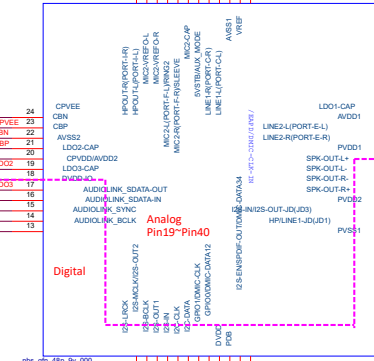 HPOUT-R(PORT-I-R)
HPOUT-L(PORT-I-L)
MIC2-VREFO-L
MIC2-VREFO-R
MIC2-L(PORT-F-L)/RING2
MIC2-R(PORT-F-R)/SLEEVE
MIC2-CAP
5VSTB/AUX_MODE
LINE1-R(PORT-C-R)
LINE1-L(PORT-C-L)
AVSS1
VREF
24 CPVEE
PVEE 23 CBN
BN 22 CBP
BP 21 AVSS2
20 LDO2-CAP
19 CPVDD/AVDD2
DO2 18 LDO3-CAP
17 DVDD-IO
DO3 16 AUDIOLINK_SDATA-OUT
15 AUDIOLINK_SDATA-IN
14 AUDIOLINK_SYNC
13 AUDIOLINK_BCLK
LDO1-CAP
AVDD1
LINE2-L(PORT-E-L)
LINE2-R(PORT-E-R)
PVDD1
SPK-OUT-L+
SPK-OUT-L-
SPK-OUT-R-
SPK-OUT-R+
PVDD2
I2S-IN/I2S-OUT-JD(JD3)
HP/LINE1-JD(JD1)
PVSS1
Analog
Pin19~Pin40
Digital
I2S-LRCK
I2S-MCLK/I2S-OUT2
I2S-BCLK
I2S-OUT1
I2S-IN
I2C-CLK
I2C-DATA
GPIO1/DMIC-CLK
GPIO0/DMIC-DATA12
DVDD
PDB
I2S-EN/SPDIF-OUT/DMIC-DATA34